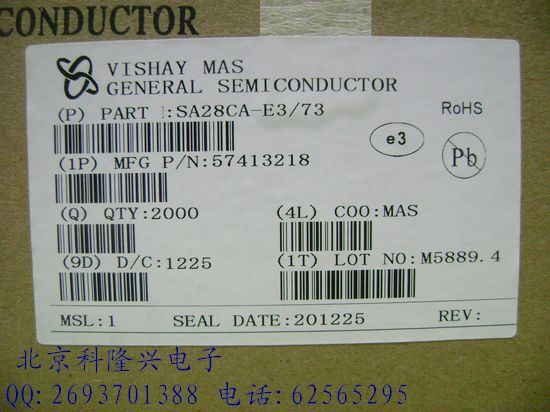 CONDUCTOR
VISHAY MAS
GENERAL SEMICONDUCTOR
(P) PART :SA28CA-E3/73
RoHS
e3
Pb
(1P) MFG P/N:57413218
(Q) QTY:2000
(4L) COO:MAS
(9D) D/C:1225
(1T) LOT NO:M5889.4
MSL:1 SEAL DATE:201225 REV:
北京科隆兴电子
QQ:2693701388 电话:62565295